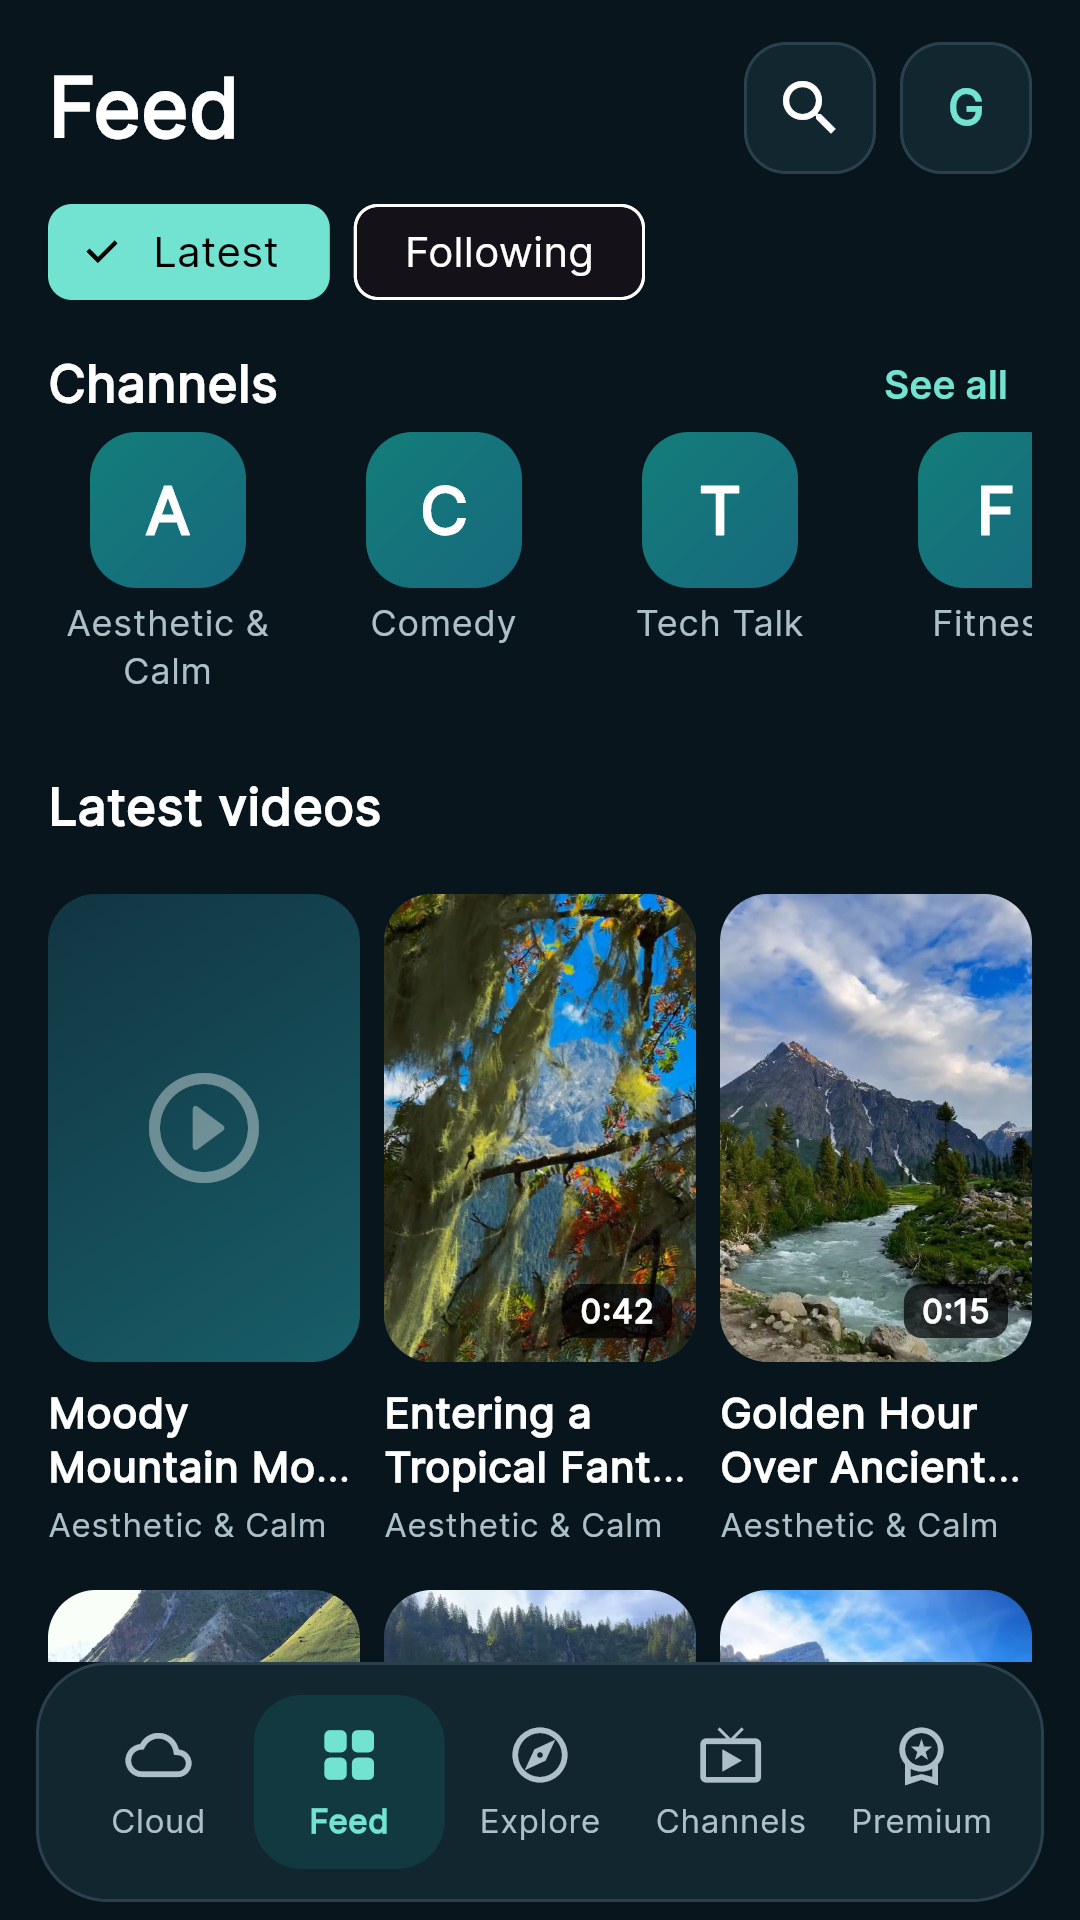 Feed
G
Latest
Following
Channels
See all
A
C
T
F
Aesthetic &
Calm
Comedy
Tech Talk
Fitnes
Latest videos
0:42
0:15
Moody
Mountain Mo...
Entering a
Tropical Fant...
Golden Hour
Over Ancient...
Aesthetic & Calm
Aesthetic & Calm
Aesthetic & Calm
Cloud
Feed
Explore
Channels
Premium